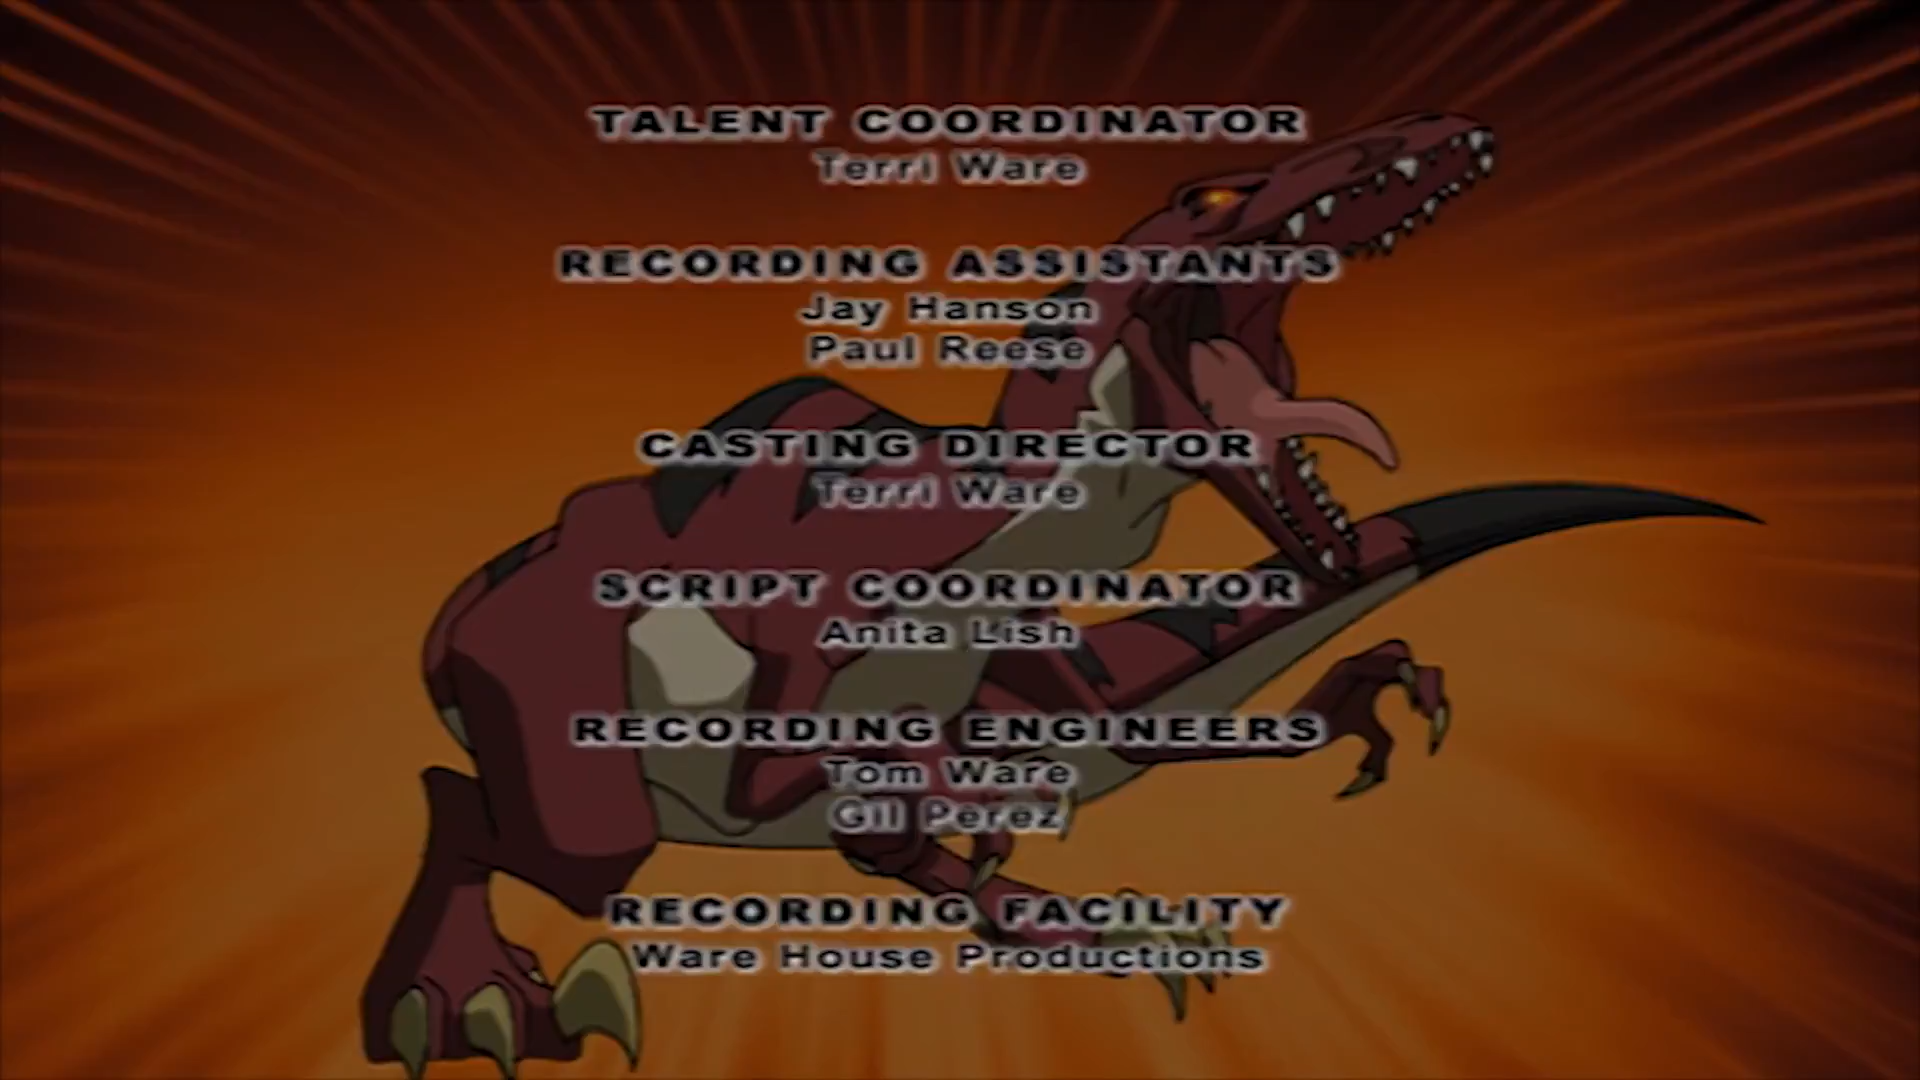 TALENT COORDINATOR
Terri Ware
RECORDING ASSISTANTS
Jay Hanson
Paul Reese
CASTING DIRECTOR
Terri Ware
SCRIPT COORDINATOR
Anita Lish
RECORDING ENGINEERS
Tom Ware
Gil Perez
RECORDING FACILITY
Ware House Productions